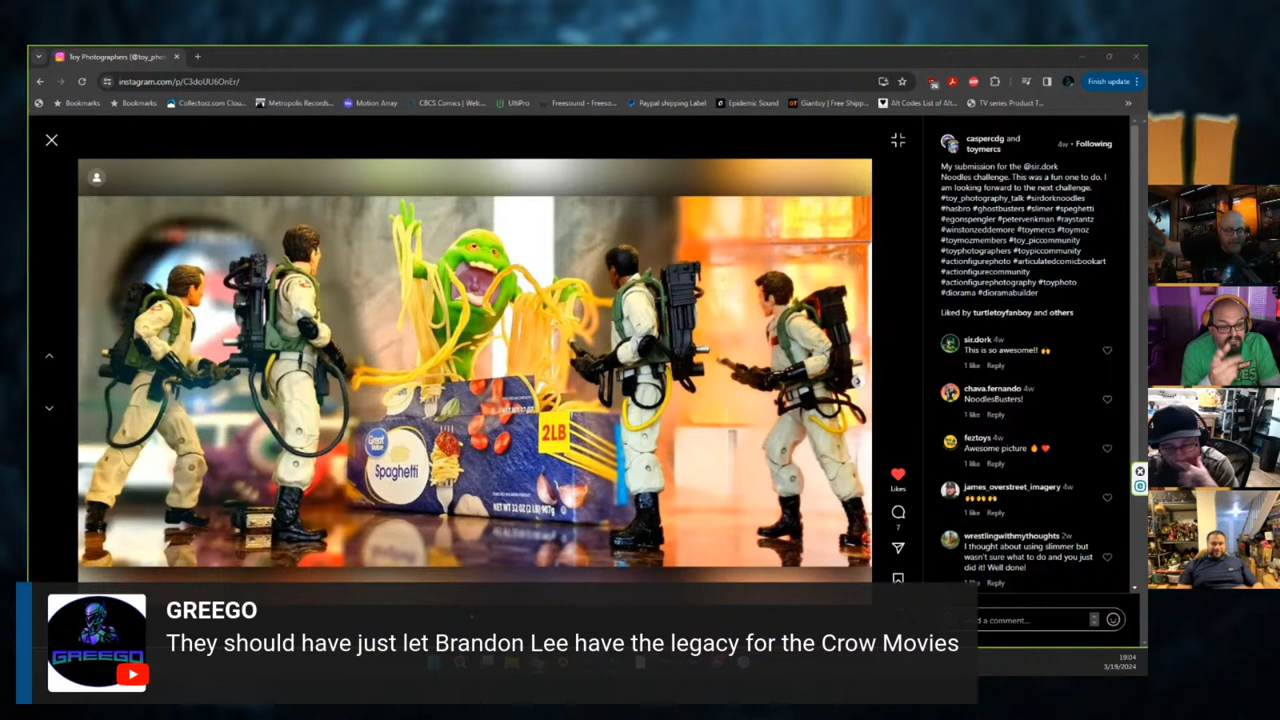 Toy Photographers (@toy_pho
instagram.com/p/C3doUU6OnEr/
Finish update
Bookmarks
Bookmarks
Collectorz.com Clou...
Metropolis Records...
Motion Array
CBCS Comics | Welc...
UltiPro
Freesound - Freeso...
Paypal shipping Label
Epidemic Sound
Giantsy | Free Shipp...
Alt Codes List of Alt...
TV series Product T...
caspercdg and
toymercs
4w • Following
My submission for the @sir.dork
Noodles challenge. This was a fun one to do. I
am looking forward to the next challenge.
#toy_photography_talk #sirdorknoodles
#hasbro #ghostbusters #slimer #speghetti
#egonspengler #petervenkman #raystantz
#winstonzeddemore #toymercs #toymoz
#toymozmembers #toy_piccommunity
#toyphotographers #toypiccommunity
#actionfigurephoto #articulatedcomicbookart
#actionfigurecommunity
#actionfigurephotography #toyphoto
#diorama #dioramabuilder
Liked by turtletoyfanboy and others
sir.dork 4w
This is so awesome!! 🙌
1 like Reply
chava.fernando 4w
NoodlesBusters!
1 like Reply
feztoys 4w
Awesome picture 🔥 ❤️
1 like Reply
james_overstreet_imagery 4w
🙌🙌🙌
1 like Reply
wrestlingwithmythoughts 2w
I thought about using slimmer but
wasn't sure what to do and you just
did it! Well done!
Reply
Likes
7
Great
Value
Spaghetti
2LB
NET WT 32 OZ (2 LB) 907g
a comment...
GREEGO
GREEGO
They should have just let Brandon Lee have the legacy for the Crow Movies
19:04
3/19/2024